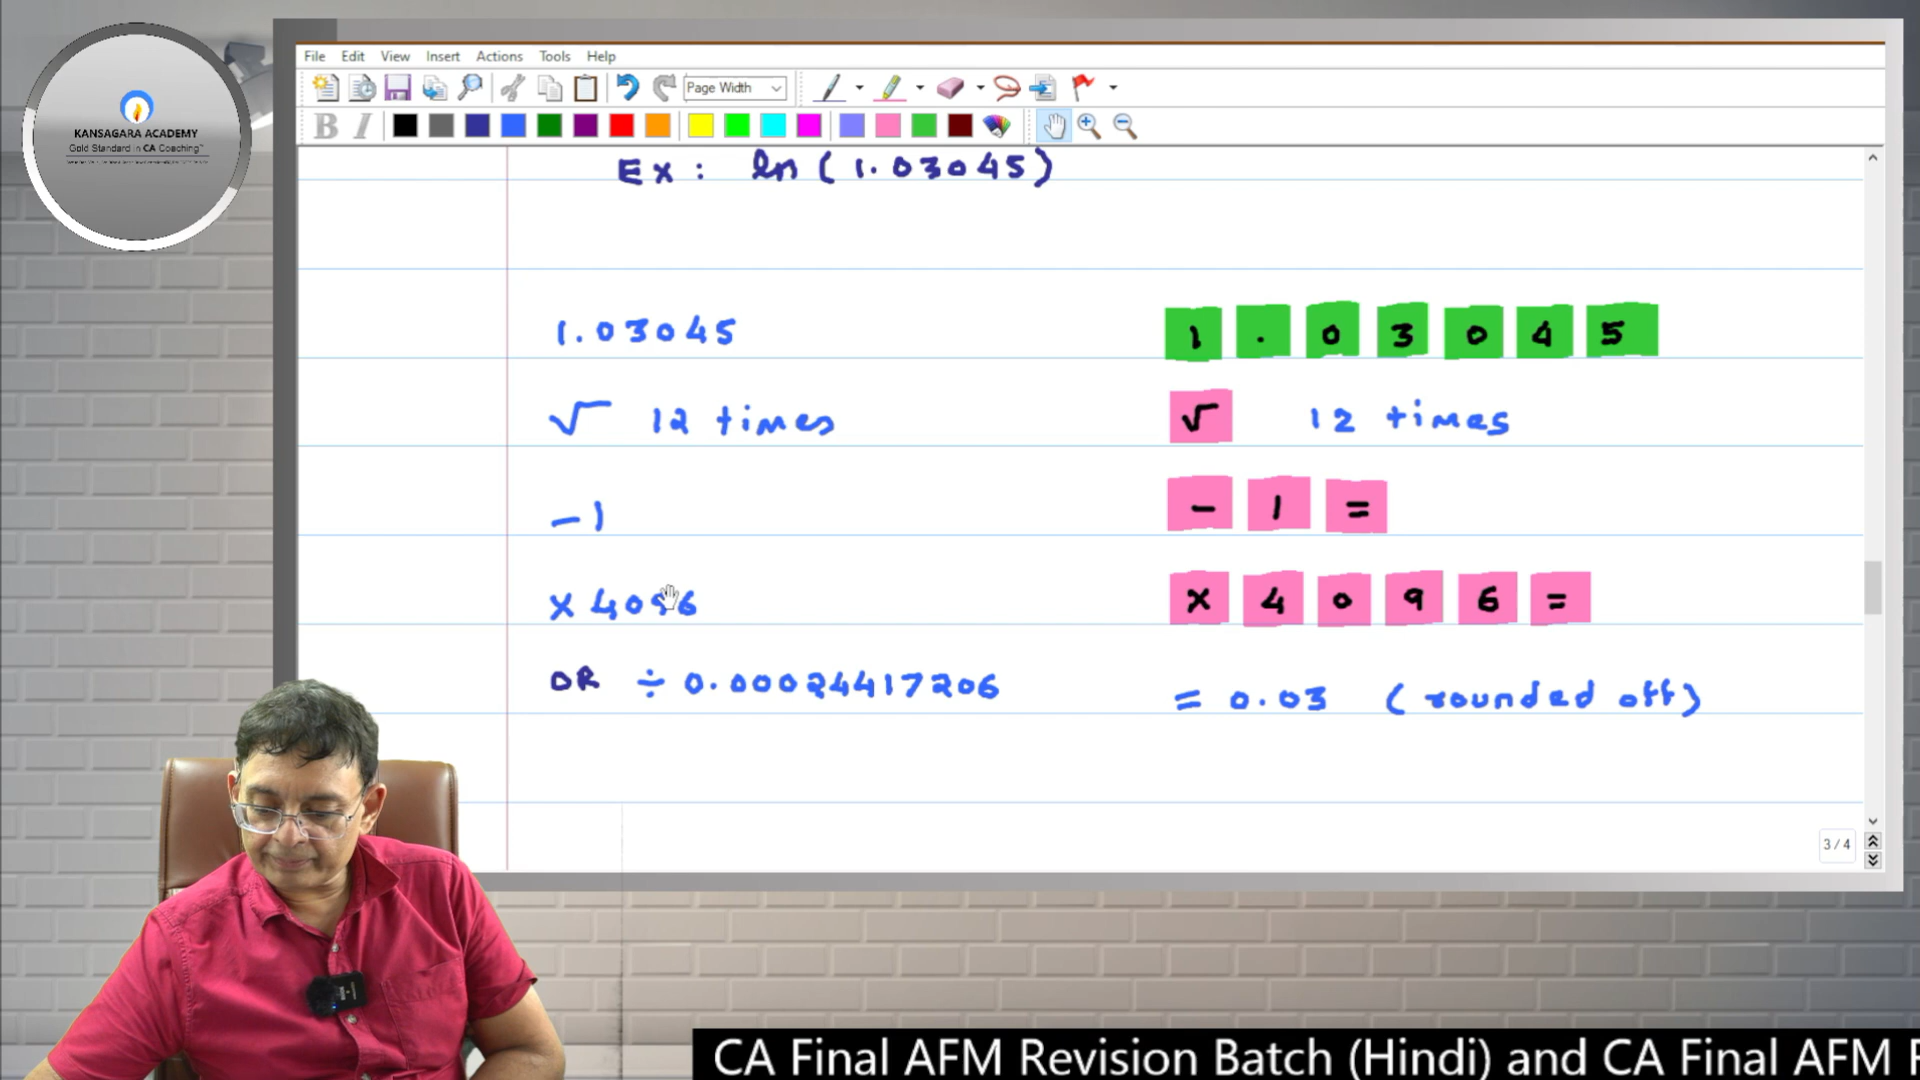 KANSAGARA ACADEMY
Gold Standard in CA Coaching™
File Edit View Insert Actions Tools Help
Page Width
B I
Ex: ln (1.03045)
1.03045
1 . 0 3 0 4 5
√ 12 times
√ 12 times
-1
- 1 =
x 4096
x 4 0 9 6 =
OR ÷ 0.00024417206
= 0.03 (rounded off)
3 / 4
CA Final AFM Revision Batch (Hindi) and CA Final AFM